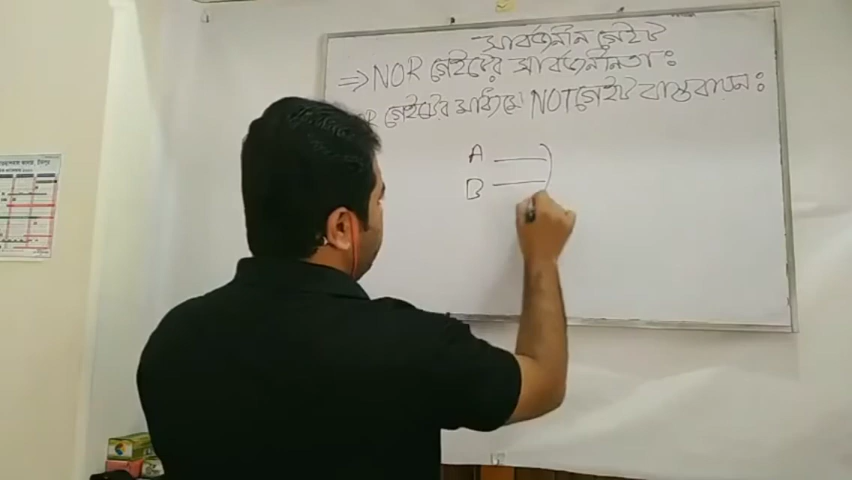 সার্বজনীন গেইট
⇒ NOR গেইটের সার্বজনীনতা :
গেইটের মাধ্যমে NOT গেইট বাস্তবায়ন :
A
B